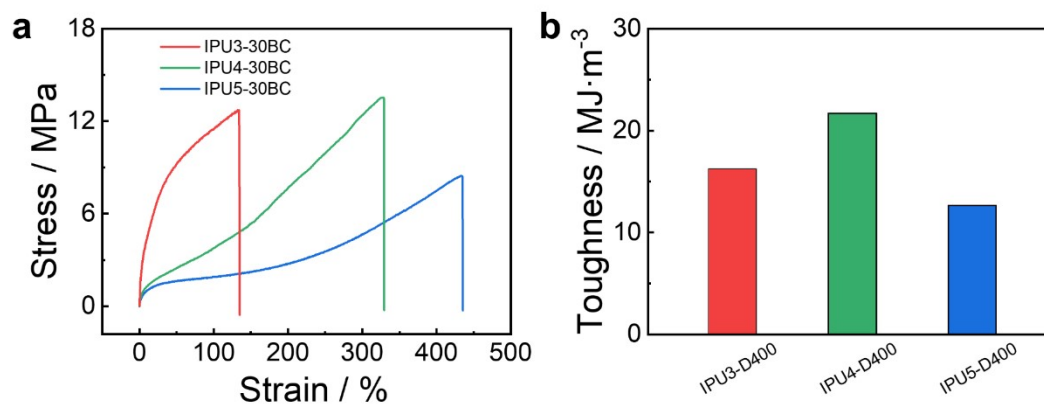 a
Stress / MPa
18
12
6
0
IPU3-30BC
IPU4-30BC
IPU5-30BC
0 100 200 300 400 500
Strain / %
b
Toughness / MJ·m⁻³
30
20
10
0
IPU3-D400
IPU4-D400
IPU5-D400